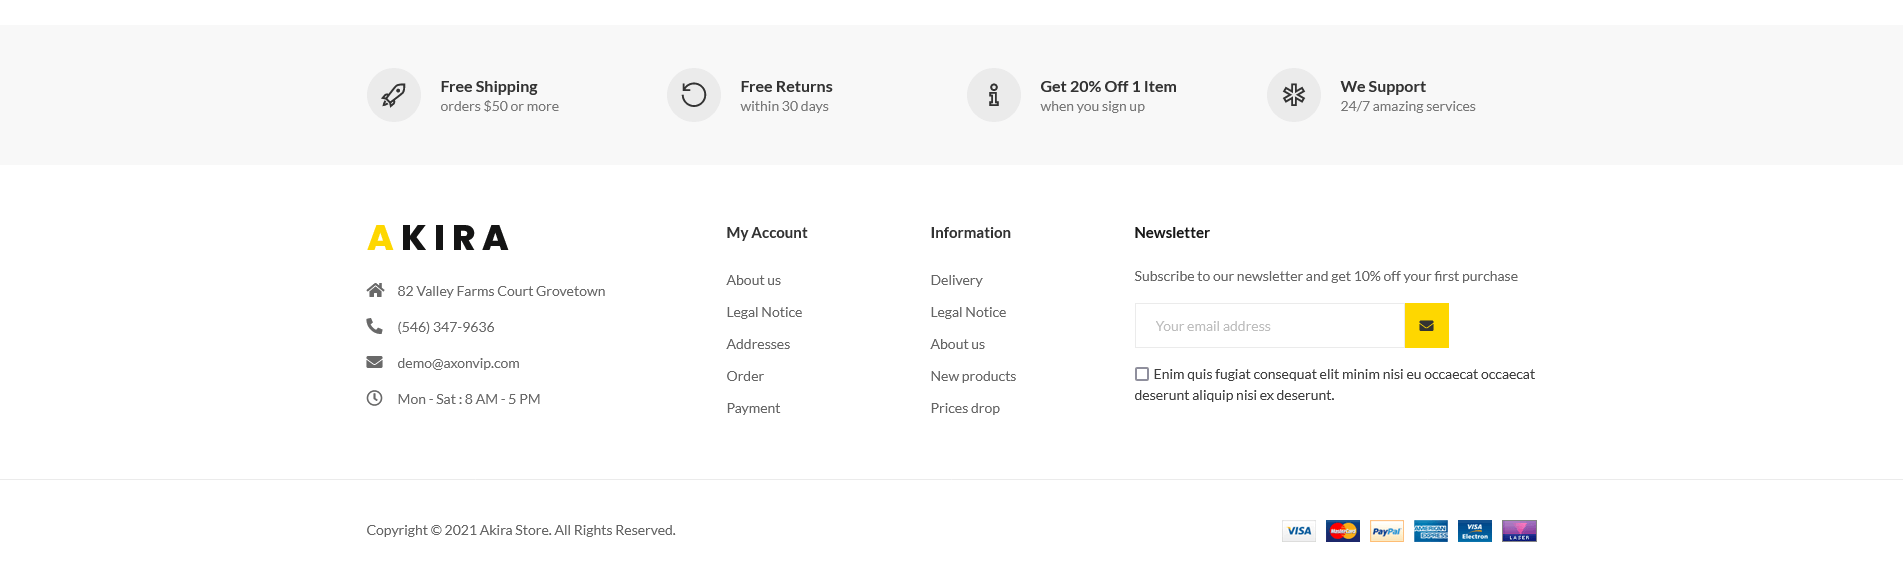 Free Shipping
orders $50 or more
Free Returns
within 30 days
Get 20% Off 1 Item
when you sign up
We Support
24/7 amazing services
AKIRA
82 Valley Farms Court Grovetown
(546) 347-9636
demo@axonvip.com
Mon - Sat : 8 AM - 5 PM
My Account
About us
Legal Notice
Addresses
Order
Payment
Information
Delivery
Legal Notice
About us
New products
Prices drop
Newsletter
Subscribe to our newsletter and get 10% off your first purchase
Your email address
Enim quis fugiat consequat elit minim nisi eu occaecat occaecat
deserunt aliquip nisi ex deserunt.
Copyright © 2021 Akira Store. All Rights Reserved.
VISA
MasterCard
PayPal
AMERICAN
EXPRESS
VISA
Electron
LASER